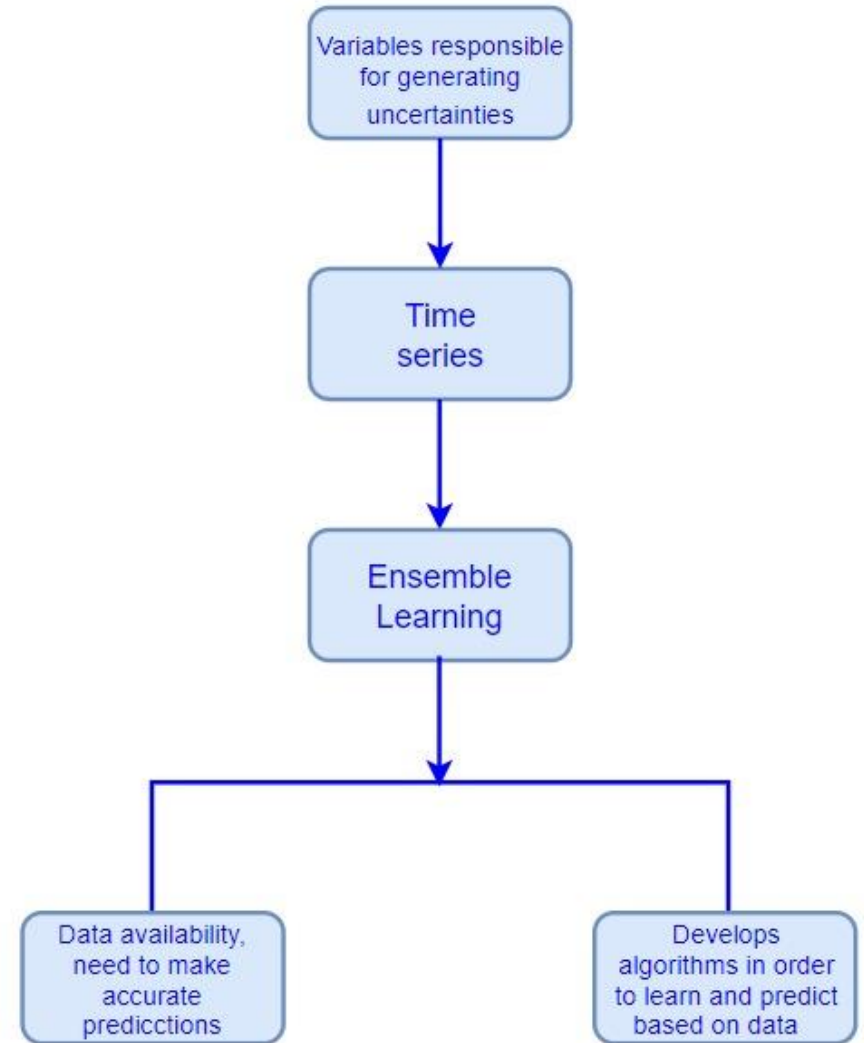 Variables responsible
for generating
uncertainties
Time
series
Ensemble
Learning
Data availability,
need to make
accurate
predicctions
Develops
algorithms in order
to learn and predict
based on data